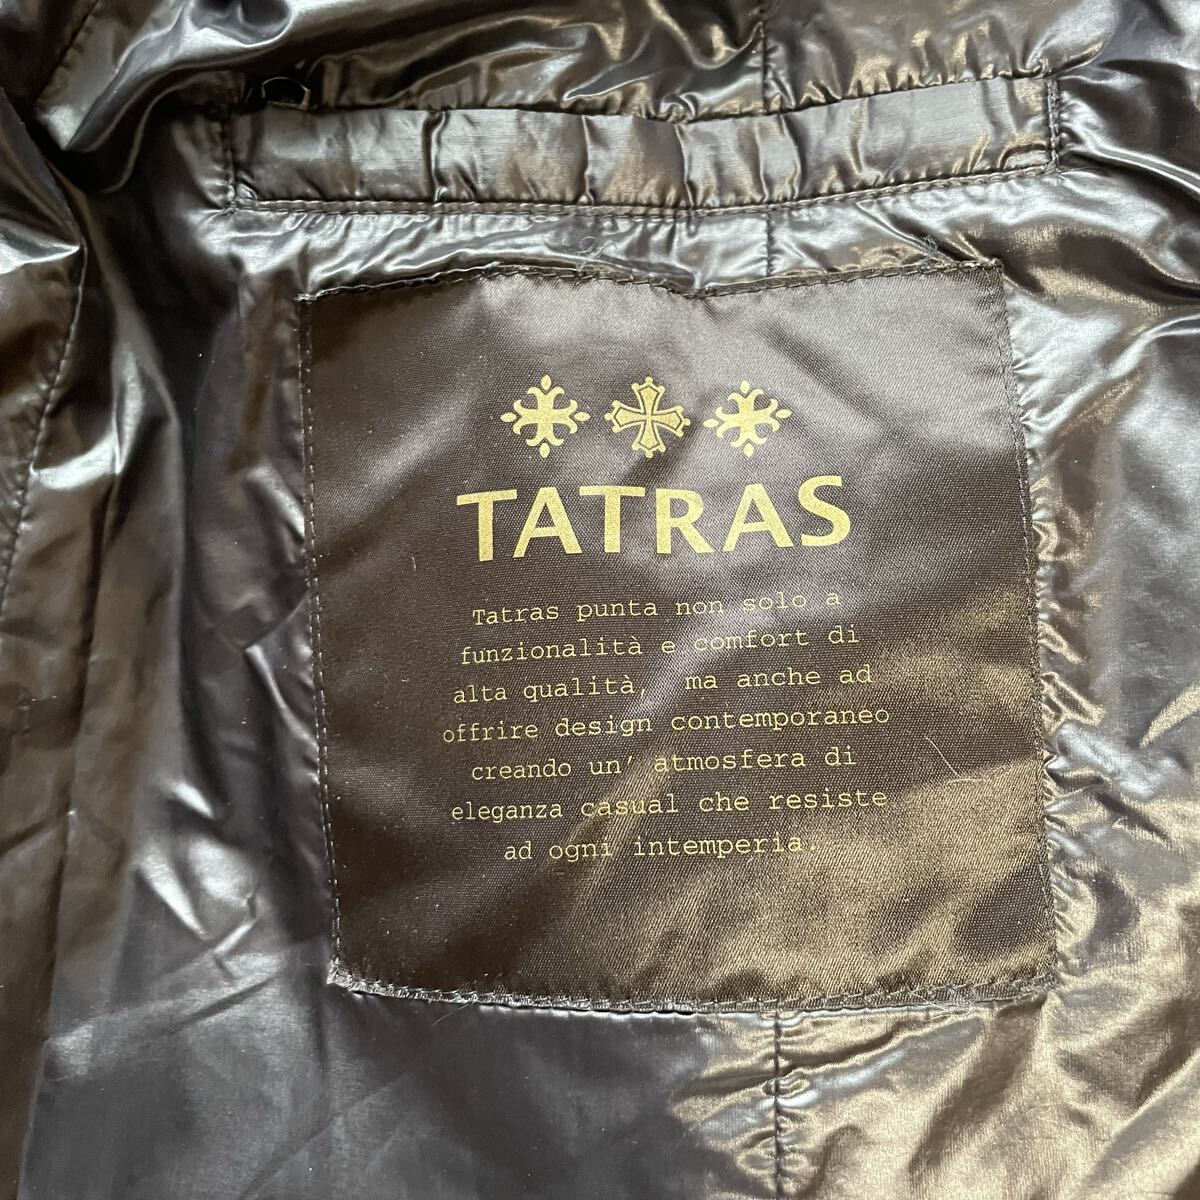 TATRAS
Tatras punta non solo a
funzionalità e comfort di
alta qualità, ma anche ad
offrire design contemporaneo
creando un' atmosfera di
eleganza casual che resiste
ad ogni intemperia.